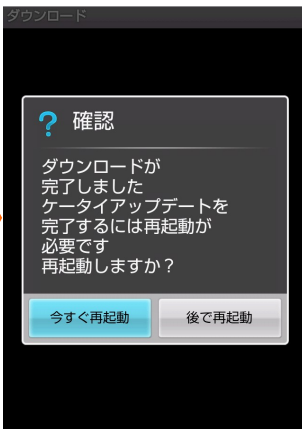 ダウンロード
確認
ダウンロードが
完了しました
ケータイアップデートを
完了するには再起動が
必要です
再起動しますか？
今すぐ再起動
後で再起動